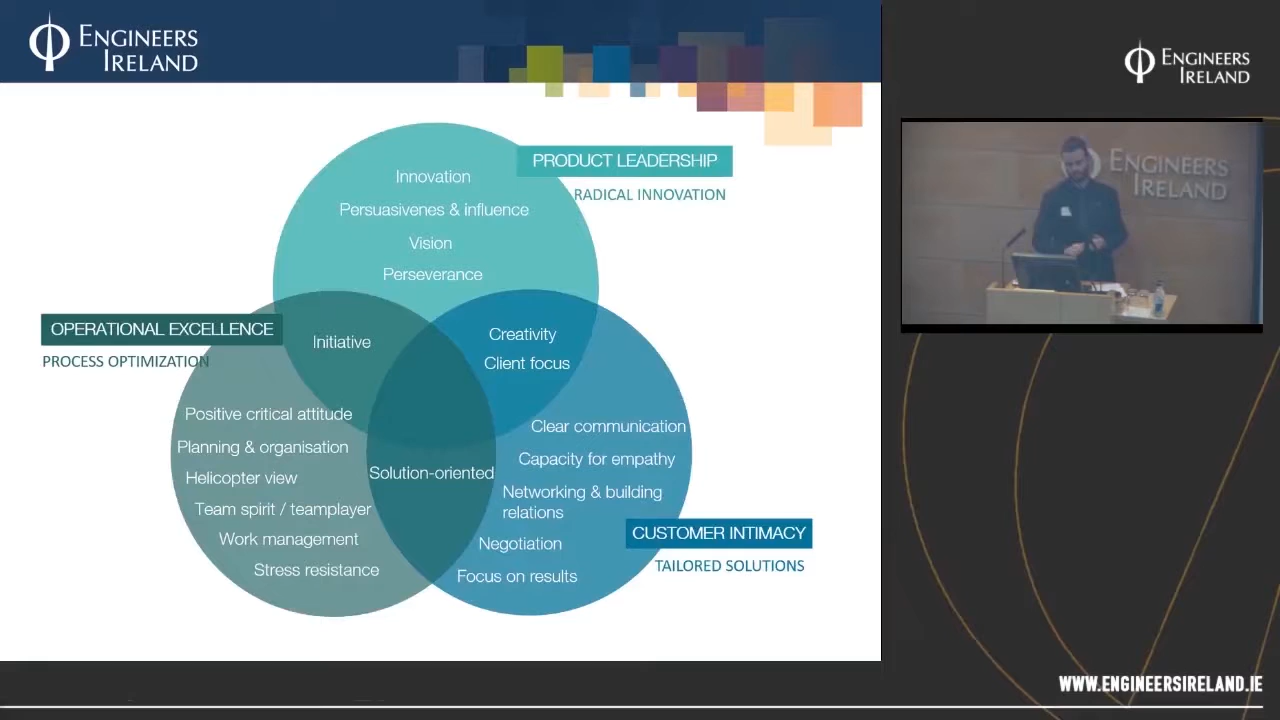 ENGINEERS
IRELAND
PRODUCT LEADERSHIP
RADICAL INNOVATION
Innovation
Persuasivenes & influence
Vision
Perseverance
OPERATIONAL EXCELLENCE
PROCESS OPTIMIZATION
Initiative
Creativity
Client focus
Positive critical attitude
Planning & organisation
Helicopter view
Team spirit / teamplayer
Work management
Stress resistance
Solution-oriented
Clear communication
Capacity for empathy
Networking & building
relations
Negotiation
Focus on results
CUSTOMER INTIMACY
TAILORED SOLUTIONS
ENGINEERS
IRELAND
ENGINEERS
IRELAND
WWW.ENGINEERSIRELAND.IE